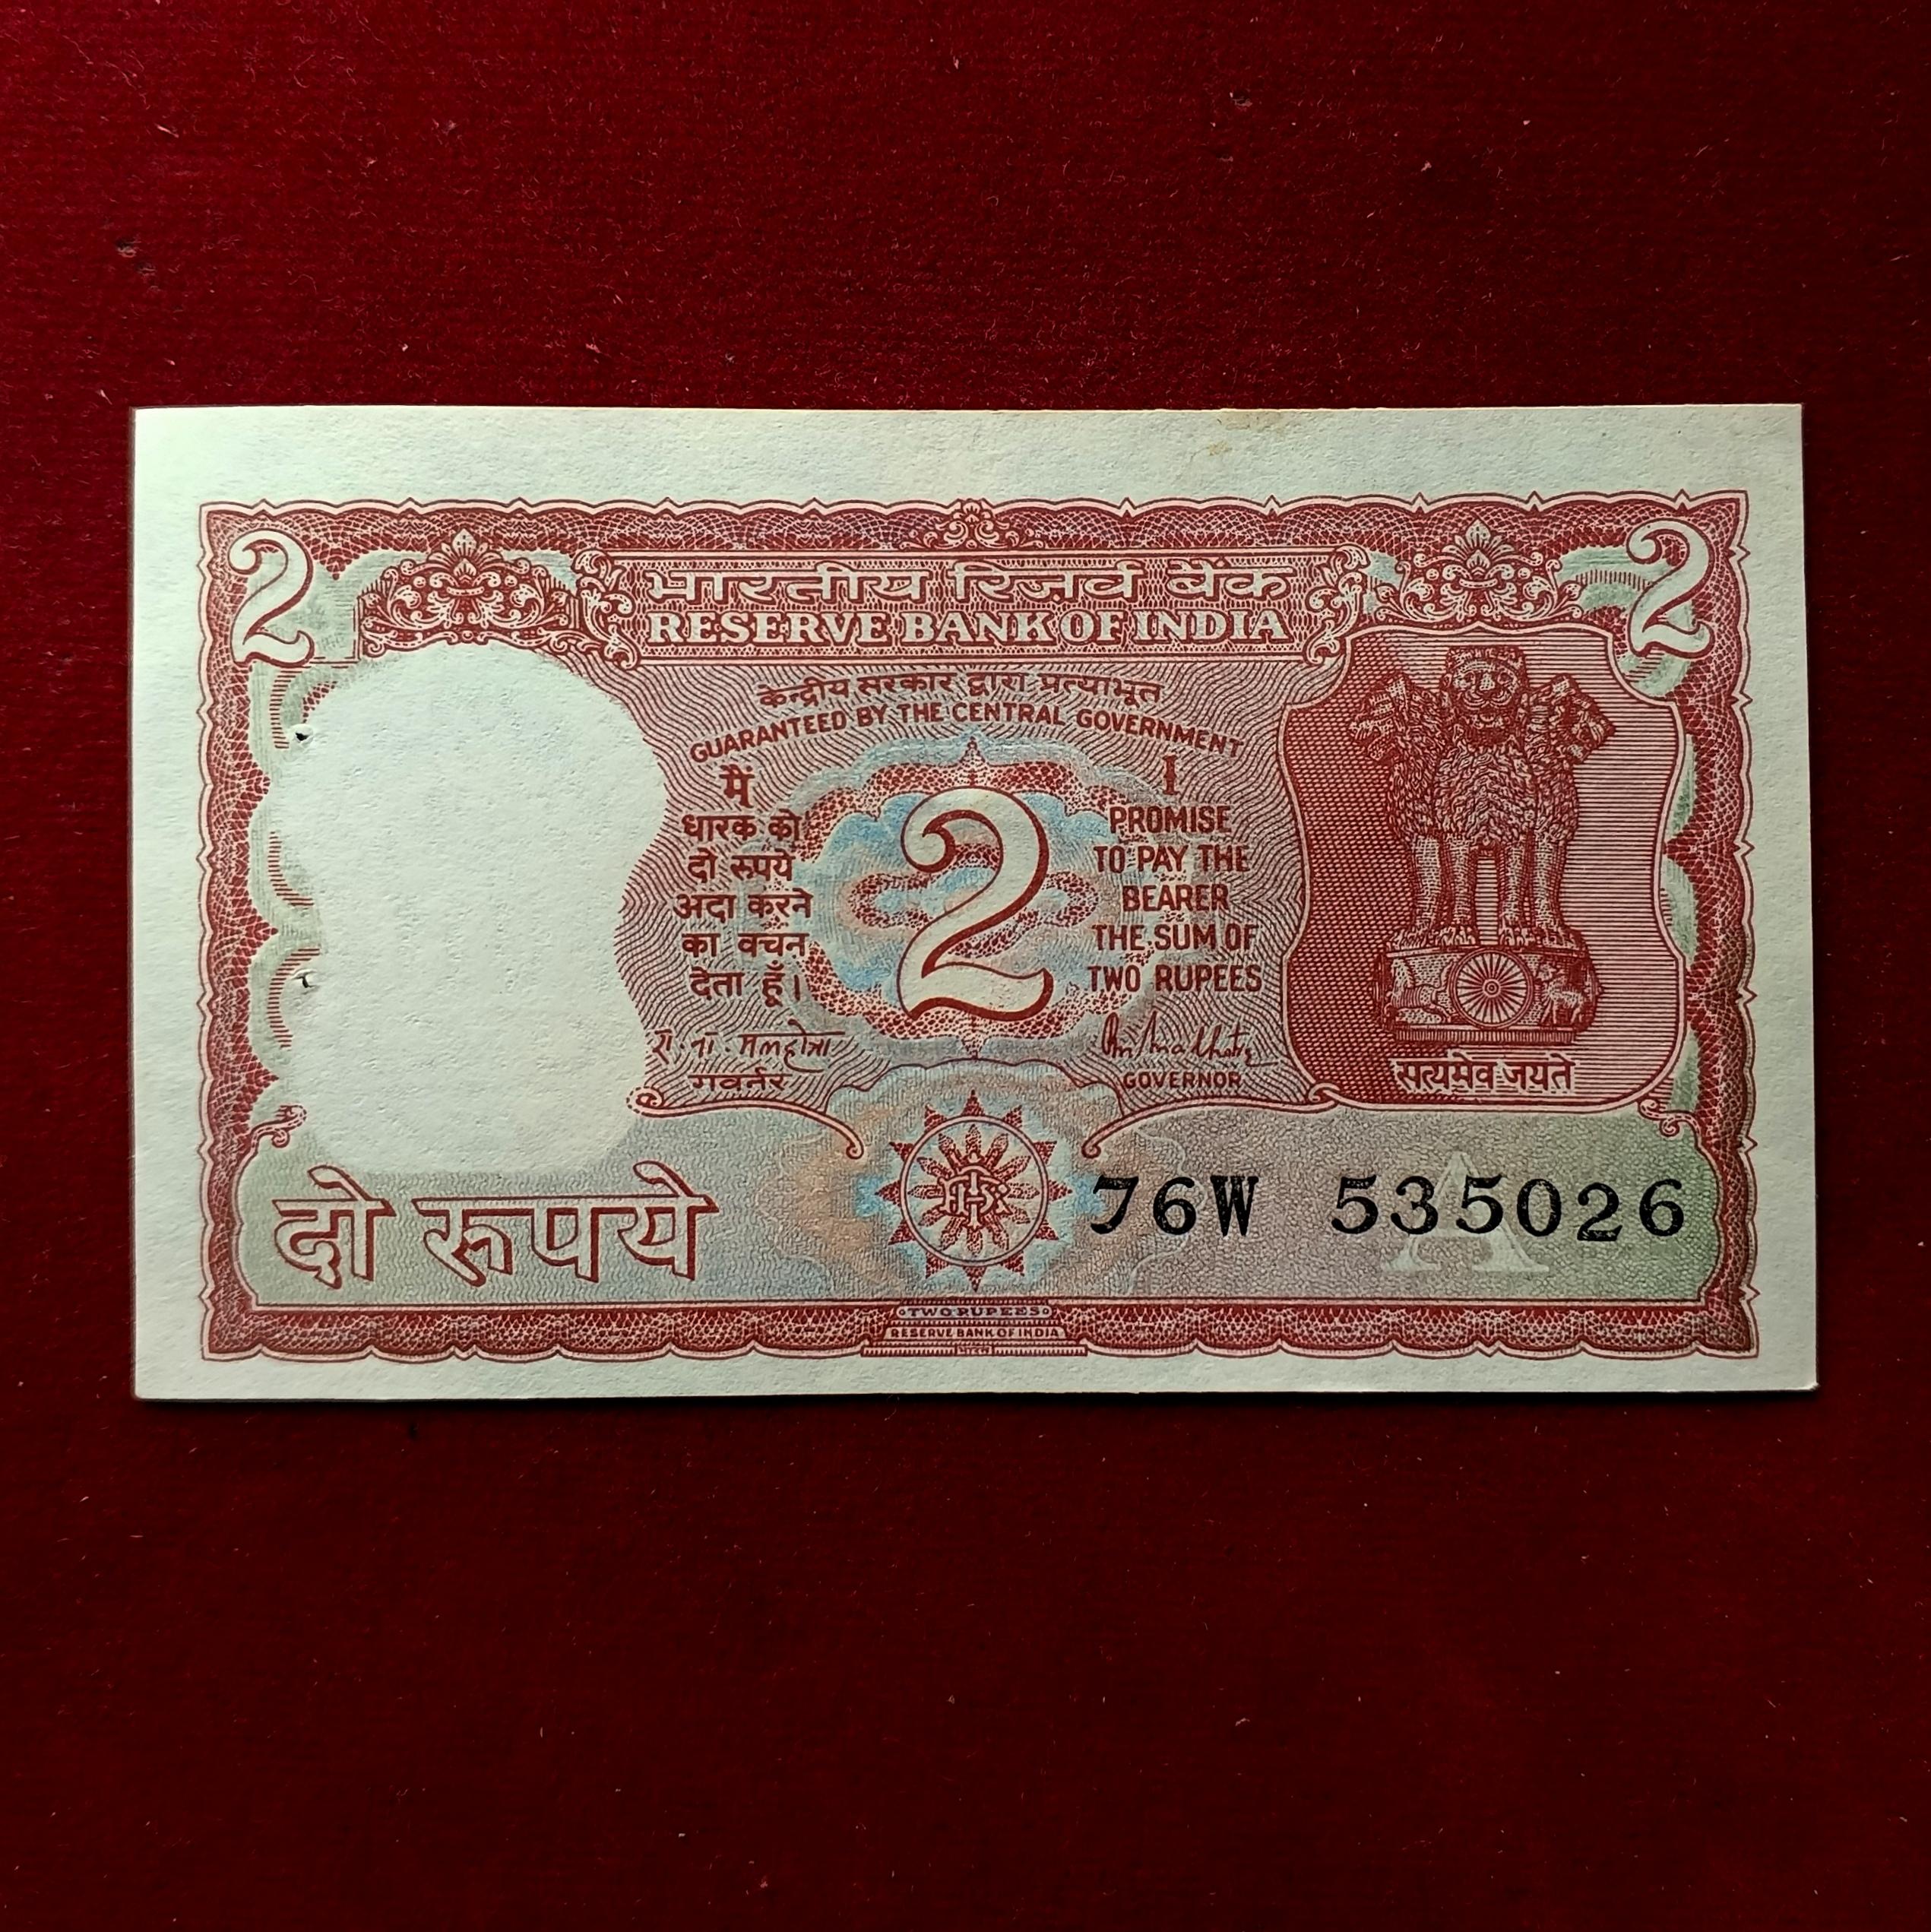 2 2
भारतीय रिज़र्व बैंक
RESERVE BANK OF INDIA
केन्द्रीय सरकार द्वारा प्रत्याभूत
GUARANTEED BY THE CENTRAL GOVERNMENT
मैं
धारक को
दो रुपये
अदा करने
का वचन
देता हूँ।
रा. ना. मलहोत्रा
गवर्नर
2
I
PROMISE
TO PAY THE
BEARER
THE SUM OF
TWO RUPEES
GOVERNOR
सत्यमेव जयते
दो रुपये
76W 535026
A
TWO RUPEES
RESERVE BANK OF INDIA
भारत